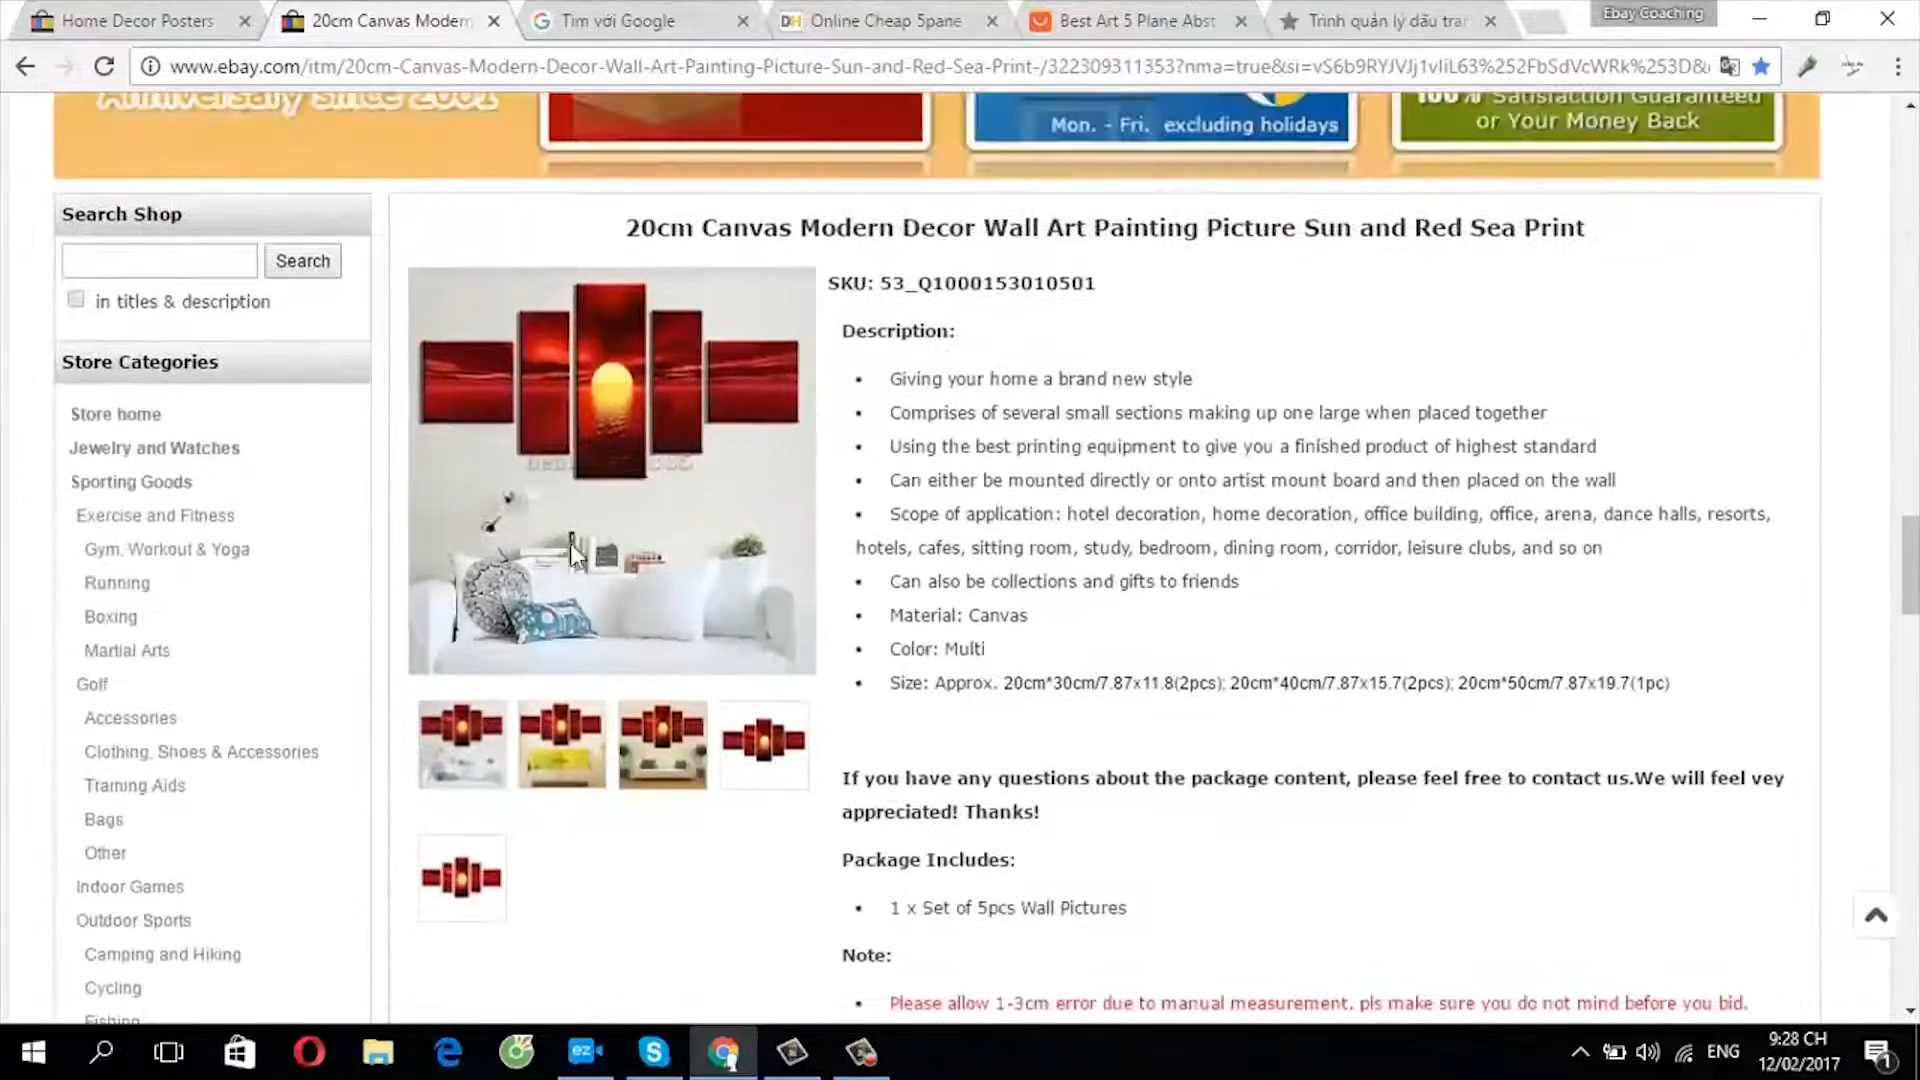 Home Decor Posters
20cm Canvas Modern
Tìm với Google
Online Cheap 5pane
Best Art 5 Plane Abst
Trình quản lý dấu tran
Ebay Coaching
www.ebay.com/itm/20cm-Canvas-Modern-Decor-Wall-Art-Painting-Picture-Sun-and-Red-Sea-Print-/322309311353?nma=true&si=
Anniversary since 2001
Mon. - Fri. excluding holidays
100% Satisfaction Guaranteed
or Your Money Back
Search Shop
Search
in titles & description
Store Categories
Store home
Jewelry and Watches
Sporting Goods
Exercise and Fitness
Gym, Workout & Yoga
Running
Boxing
Martial Arts
Golf
Accessories
Clothing, Shoes & Accessories
Training Aids
Bags
Other
Indoor Games
Outdoor Sports
Camping and Hiking
Cycling
Fishing
20cm Canvas Modern Decor Wall Art Painting Picture Sun and Red Sea Print
SKU: 53_Q1000153010501
Description:
• Giving your home a brand new style
• Comprises of several small sections making up one large when placed together
• Using the best printing equipment to give you a finished product of highest standard
• Can either be mounted directly or onto artist mount board and then placed on the wall
• Scope of application: hotel decoration, home decoration, office building, office, arena, dance halls, resorts,
hotels, cafes, sitting room, study, bedroom, dining room, corridor, leisure clubs, and so on
• Can also be collections and gifts to friends
• Material: Canvas
• Color: Multi
• Size: Approx. 20cm*30cm/7.87x11.8(2pcs); 20cm*40cm/7.87x15.7(2pcs); 20cm*50cm/7.87x19.7(1pc)
If you have any questions about the package content, please feel free to contact us.We will feel vey
appreciated! Thanks!
Package Includes:
• 1 x Set of 5pcs Wall Pictures
Note:
• Please allow 1-3cm error due to manual measurement. pls make sure you do not mind before you bid.
ez
ENG
9:28 CH
12/02/2017
1